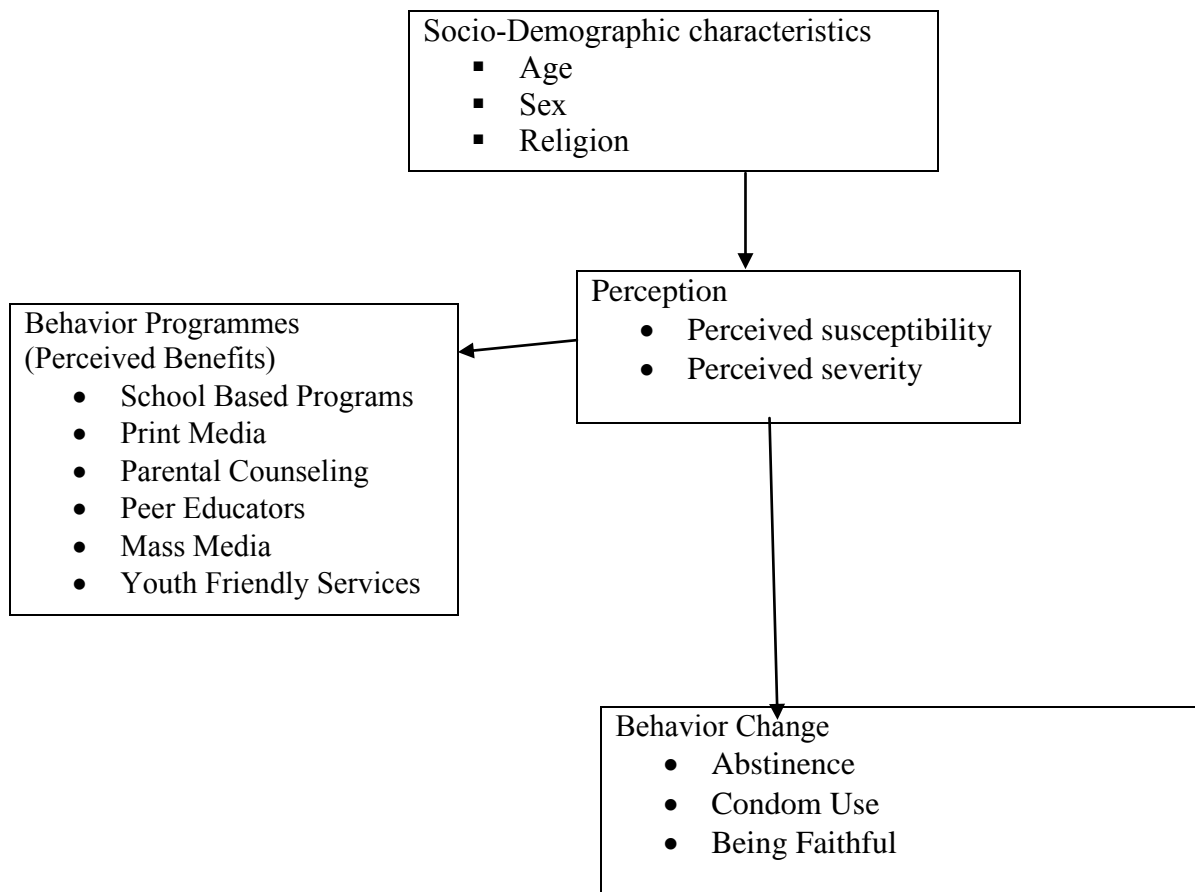 Socio-Demographic characteristics
▪ Age
▪ Sex
▪ Religion
Perception
• Perceived susceptibility
• Perceived severity
Behavior Programmes
(Perceived Benefits)
• School Based Programs
• Print Media
• Parental Counseling
• Peer Educators
• Mass Media
• Youth Friendly Services
Behavior Change
• Abstinence
• Condom Use
• Being Faithful